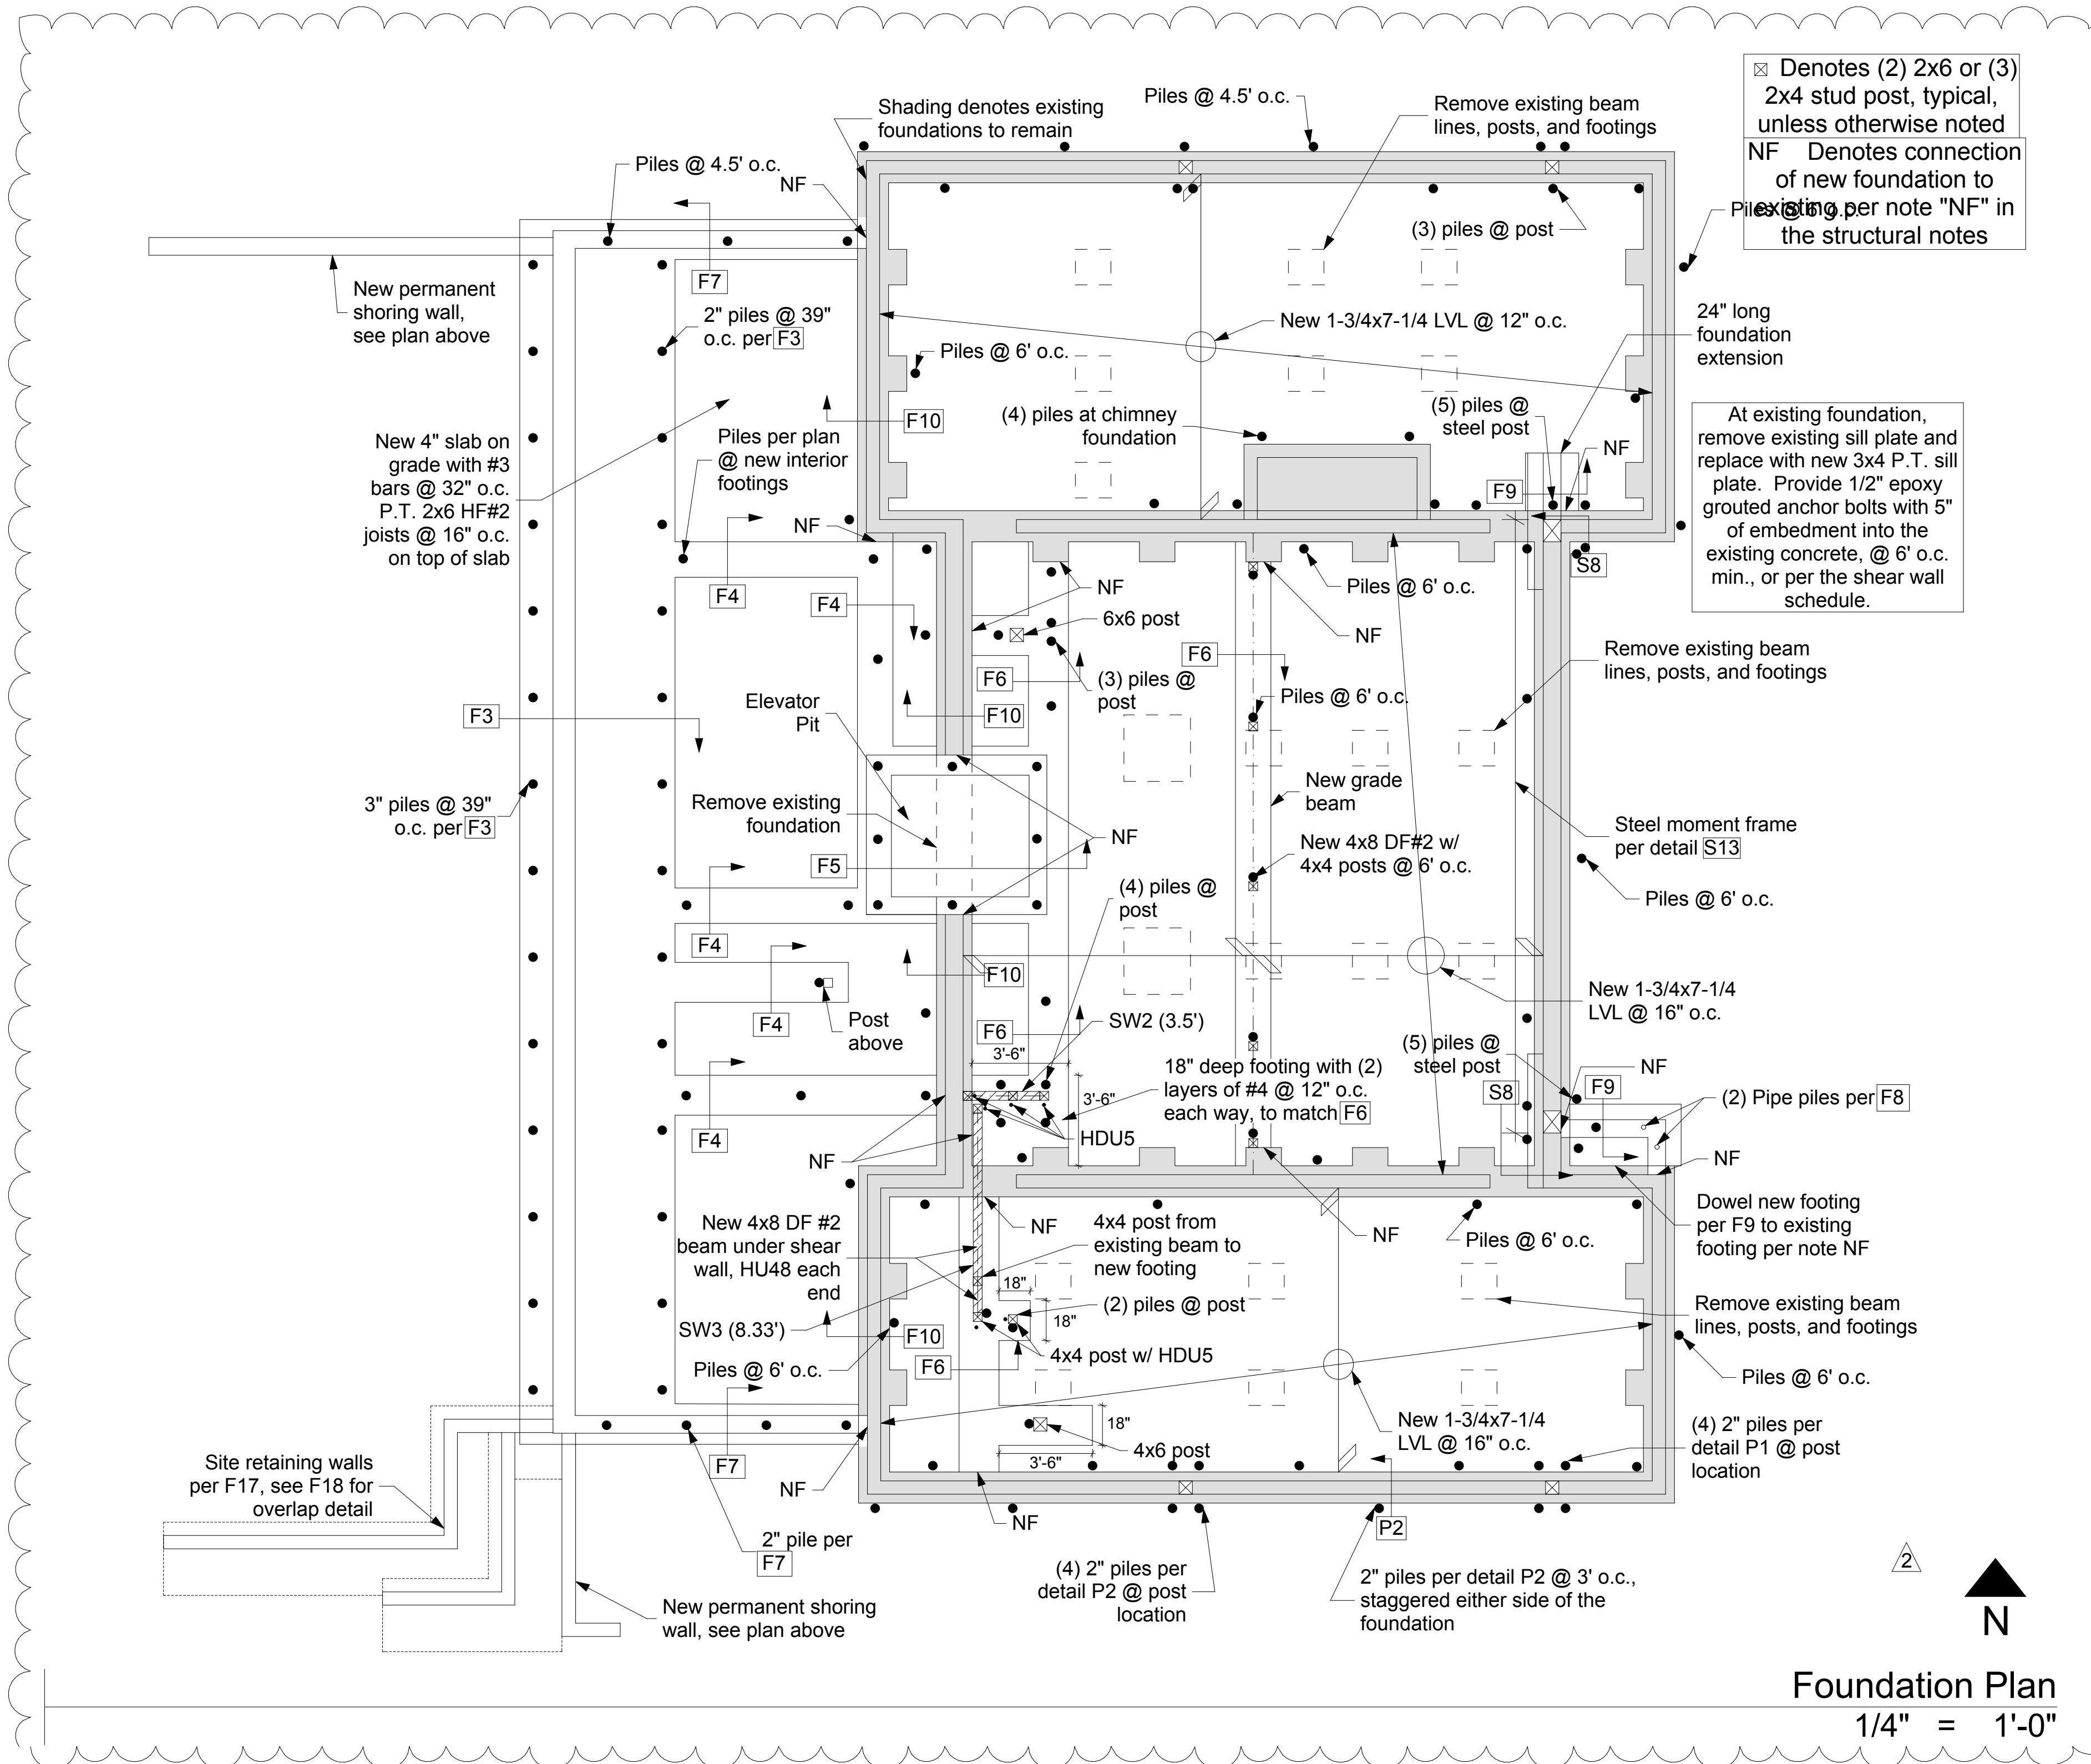 Denotes (2) 2x6 or (3)
2x4 stud post, typical,
unless otherwise noted
NF Denotes connection
of new foundation to
existing per note "NF" in
the structural notes
Piles @ 6' o.c.
Shading denotes existing
foundations to remain
Piles @ 4.5' o.c.
Remove existing beam
lines, posts, and footings
Piles @ 4.5' o.c.
NF
(3) piles @ post
F7
New permanent
shoring wall,
see plan above
2" piles @ 39"
o.c. per F3
New 1-3/4x7-1/4 LVL @ 12" o.c.
24" long
foundation
extension
Piles @ 6' o.c.
F10
(4) piles at chimney
foundation
(5) piles @
steel post
NF
F9
New 4" slab on
grade with #3
bars @ 32" o.c.
P.T. 2x6 HF#2
joists @ 16" o.c.
on top of slab
Piles per plan
@ new interior
footings
NF
At existing foundation,
remove existing sill plate and
replace with new 3x4 P.T. sill
plate. Provide 1/2" epoxy
grouted anchor bolts with 5"
of embedment into the
existing concrete, @ 6' o.c.
min., or per the shear wall
schedule.
S8
F4
F4
NF
6x6 post
Piles @ 6' o.c.
NF
F6
F6
(3) piles @
post
Piles @ 6' o.c.
Remove existing beam
lines, posts, and footings
F3
Elevator
Pit
F10
New grade
beam
3" piles @ 39"
o.c. per F3
Remove existing
foundation
F5
NF
New 4x8 DF#2 w/
4x4 posts @ 6' o.c.
Steel moment frame
per detail S13
Piles @ 6' o.c.
(4) piles @
post
F4
F10
F4
Post
above
F6
SW2 (3.5')
New 1-3/4x7-1/4
LVL @ 16" o.c.
3'-6"
3'-6"
18" deep footing with (2)
layers of #4 @ 12" o.c.
each way, to match F6
(5) piles @
steel post
S8
F9
NF
(2) Pipe piles per F8
F4
HDU5
NF
NF
Dowel new footing
per F9 to existing
footing per note NF
New 4x8 DF #2
beam under shear
wall, HU48 each
end
NF
4x4 post from
existing beam to
new footing
NF
Piles @ 6' o.c.
18"
18"
(2) piles @ post
SW3 (8.33')
F10
Piles @ 6' o.c.
F6
4x4 post w/ HDU5
Remove existing beam
lines, posts, and footings
Piles @ 6' o.c.
18"
4x6 post
3'-6"
New 1-3/4x7-1/4
LVL @ 16" o.c.
(4) 2" piles per
detail P1 @ post
location
Site retaining walls
per F17, see F18 for
overlap detail
F7
NF
NF
P2
2" pile per
F7
(4) 2" piles per
detail P2 @ post
location
2" piles per detail P2 @ 3' o.c.,
staggered either side of the
foundation
New permanent shoring
wall, see plan above
2
N
Foundation Plan
1/4" = 1'-0"